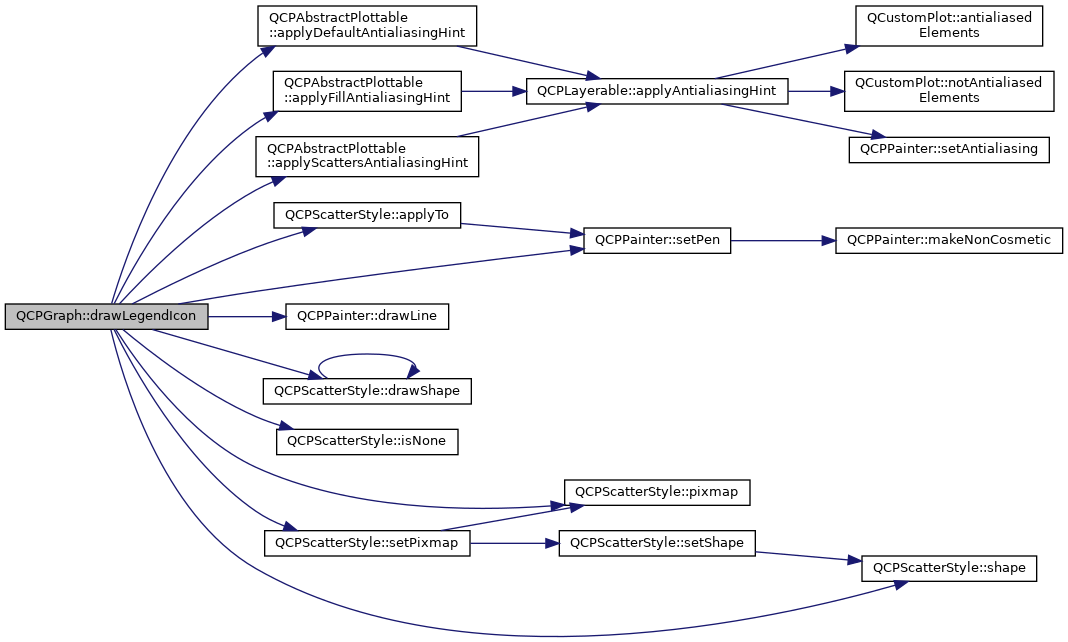 QCPAbstractPlottable
::applyDefaultAntialiasingHint
QCustomPlot::antialiased
Elements
QCPAbstractPlottable
::applyFillAntialiasingHint
QCPLayerable::applyAntialiasingHint
QCustomPlot::notAntialiased
Elements
QCPAbstractPlottable
::applyScattersAntialiasingHint
QCPPainter::setAntialiasing
QCPScatterStyle::applyTo
QCPPainter::setPen
QCPPainter::makeNonCosmetic
QCPGraph::drawLegendIcon
QCPPainter::drawLine
QCPScatterStyle::drawShape
QCPScatterStyle::isNone
QCPScatterStyle::pixmap
QCPScatterStyle::setPixmap
QCPScatterStyle::setShape
QCPScatterStyle::shape